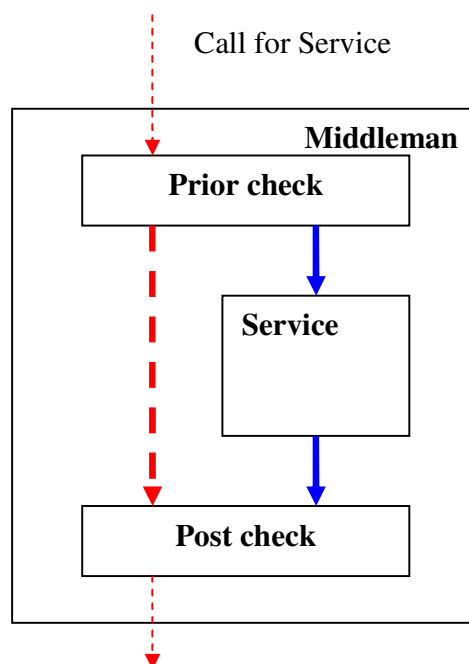 Call for Service
Middleman
Prior check
Service
Post check